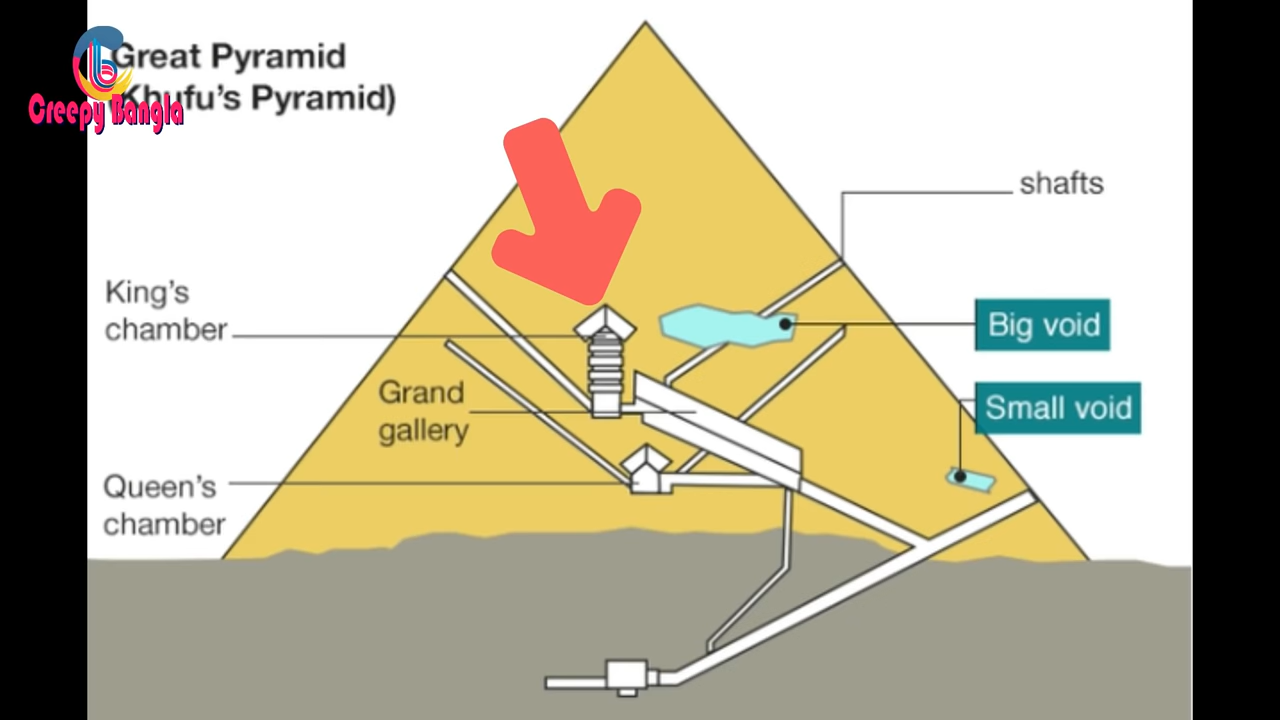 Great Pyramid
(Khufu's Pyramid)
Creepy Bangla
shafts
King's
chamber
Big void
Grand
gallery
Small void
Queen's
chamber